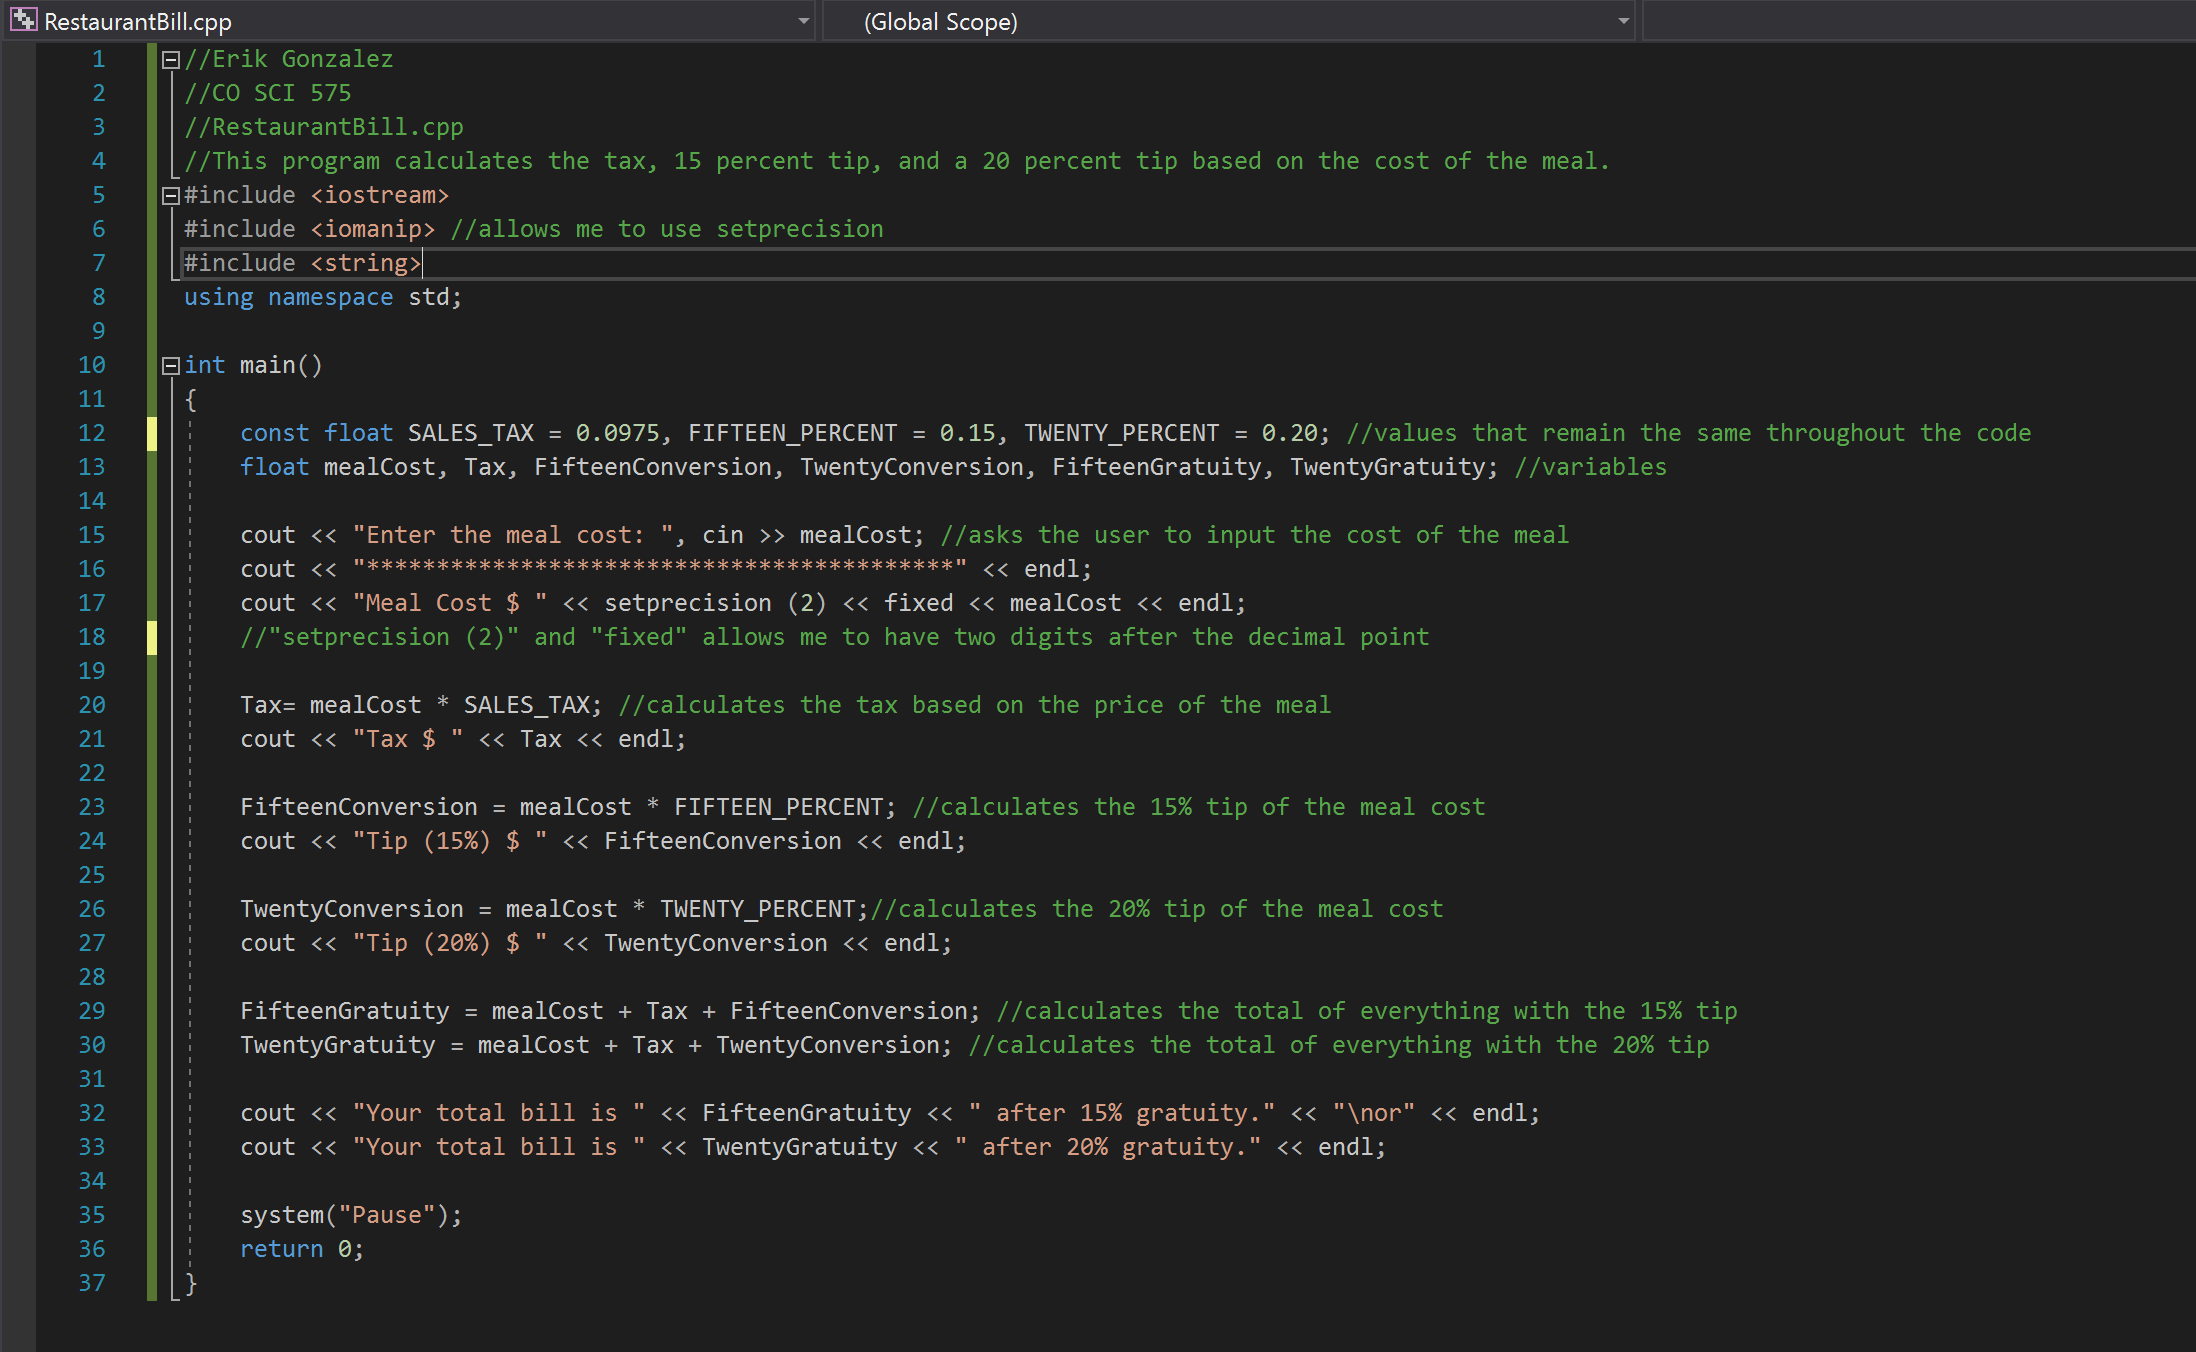 RestaurantBill.cpp
(Global Scope)
1 //Erik Gonzalez
2 //CO SCI 575
3 //RestaurantBill.cpp
4 //This program calculates the tax, 15 percent tip, and a 20 percent tip based on the cost of the meal.
5 #include <iostream>
6 #include <iomanip> //allows me to use setprecision
7 #include <string>
8 using namespace std;
9
10 int main()
11 {
12 const float SALES_TAX = 0.0975, FIFTEEN_PERCENT = 0.15, TWENTY_PERCENT = 0.20; //values that remain the same throughout the code
13 float mealCost, Tax, FifteenConversion, TwentyConversion, FifteenGratuity, TwentyGratuity; //variables
14
15 cout << "Enter the meal cost: ", cin >> mealCost; //asks the user to input the cost of the meal
16 cout << "******************************************" << endl;
17 cout << "Meal Cost $ " << setprecision (2) << fixed << mealCost << endl;
18 //"setprecision (2)" and "fixed" allows me to have two digits after the decimal point
19
20 Tax= mealCost * SALES_TAX; //calculates the tax based on the price of the meal
21 cout << "Tax $ " << Tax << endl;
22
23 FifteenConversion = mealCost * FIFTEEN_PERCENT; //calculates the 15% tip of the meal cost
24 cout << "Tip (15%) $ " << FifteenConversion << endl;
25
26 TwentyConversion = mealCost * TWENTY_PERCENT;//calculates the 20% tip of the meal cost
27 cout << "Tip (20%) $ " << TwentyConversion << endl;
28
29 FifteenGratuity = mealCost + Tax + FifteenConversion; //calculates the total of everything with the 15% tip
30 TwentyGratuity = mealCost + Tax + TwentyConversion; //calculates the total of everything with the 20% tip
31
32 cout << "Your total bill is " << FifteenGratuity << " after 15% gratuity." << "\nor" << endl;
33 cout << "Your total bill is " << TwentyGratuity << " after 20% gratuity." << endl;
34
35 system("Pause");
36 return 0;
37 }